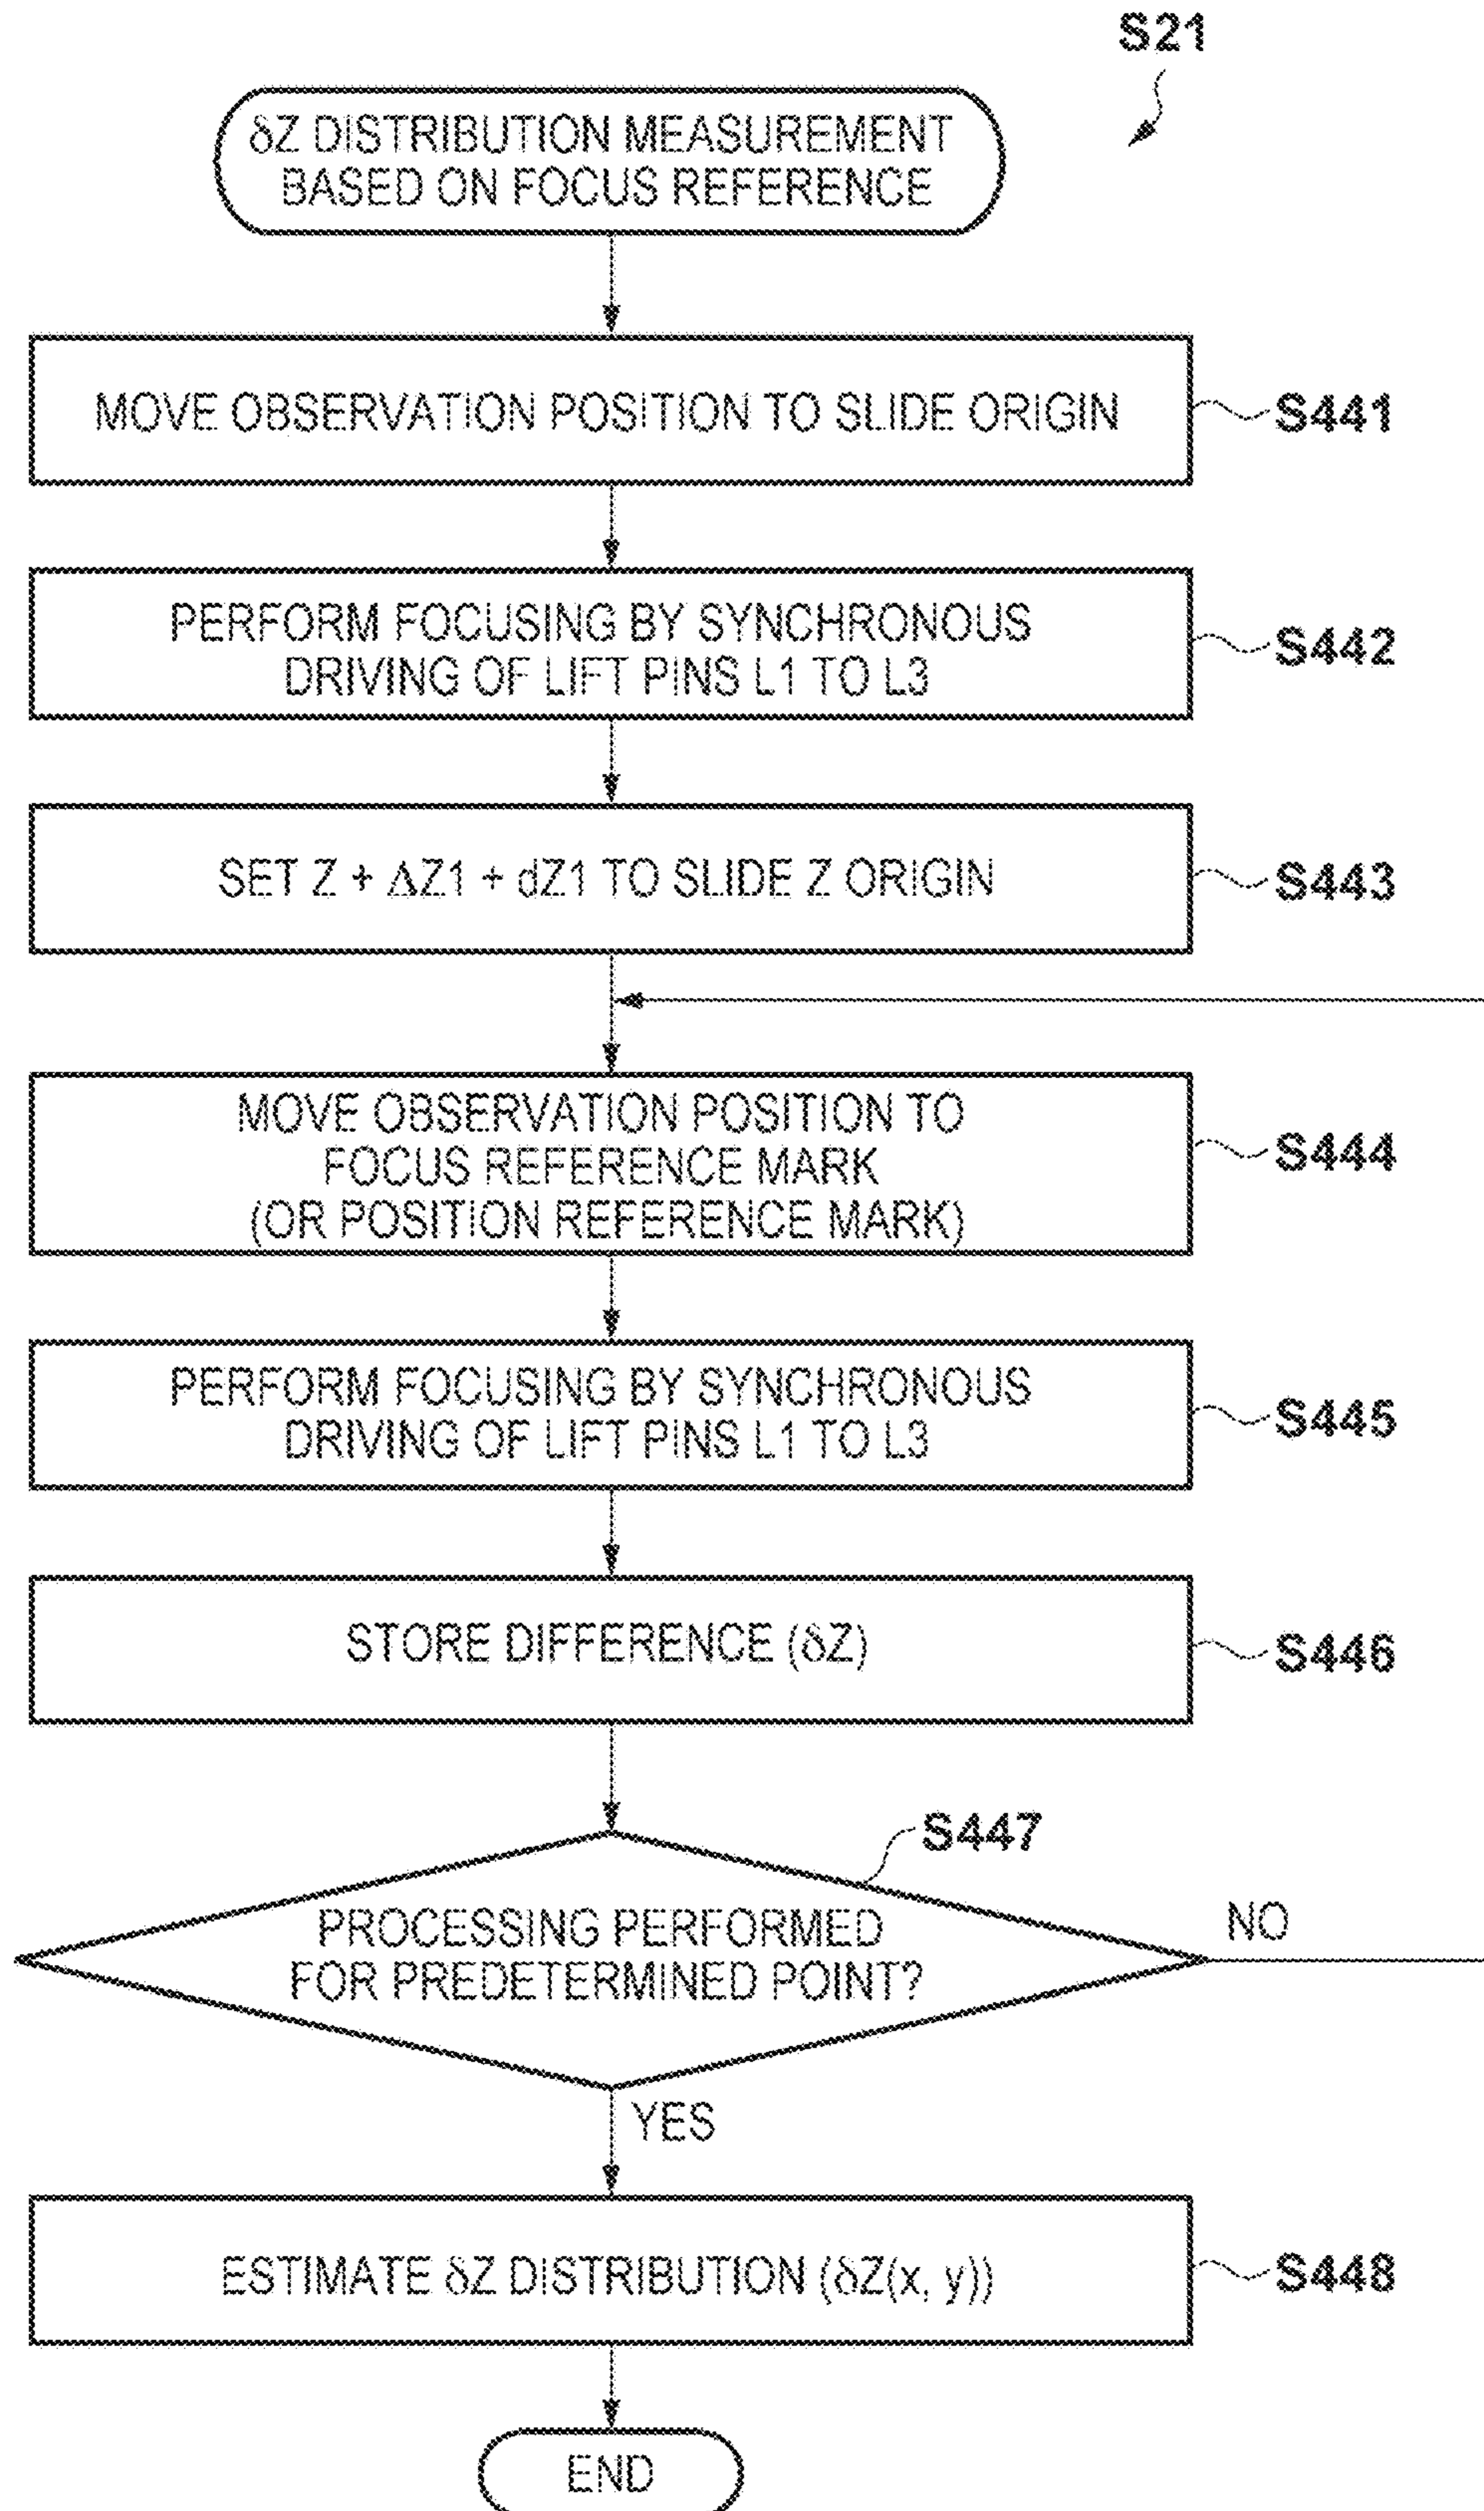 S21
δZ DISTRIBUTION MEASUREMENT
BASED ON FOCUS REFERENCE
MOVE OBSERVATION POSITION TO SLIDE ORIGIN
S441
PERFORM FOCUSING BY SYNCHRONOUS
DRIVING OF LIFT PINS L1 TO L3
S442
SET Z + ΔZ1 + dZ1 TO SLIDE Z ORIGIN
S443
MOVE OBSERVATION POSITION TO
FOCUS REFERENCE MARK
(OR POSITION REFERENCE MARK)
S444
PERFORM FOCUSING BY SYNCHRONOUS
DRIVING OF LIFT PINS L1 TO L3
S445
STORE DIFFERENCE (δZ)
S446
S447
PROCESSING PERFORMED
FOR PREDETERMINED POINT?
NO
YES
ESTIMATE δZ DISTRIBUTION (δZ(x, y))
S448
END